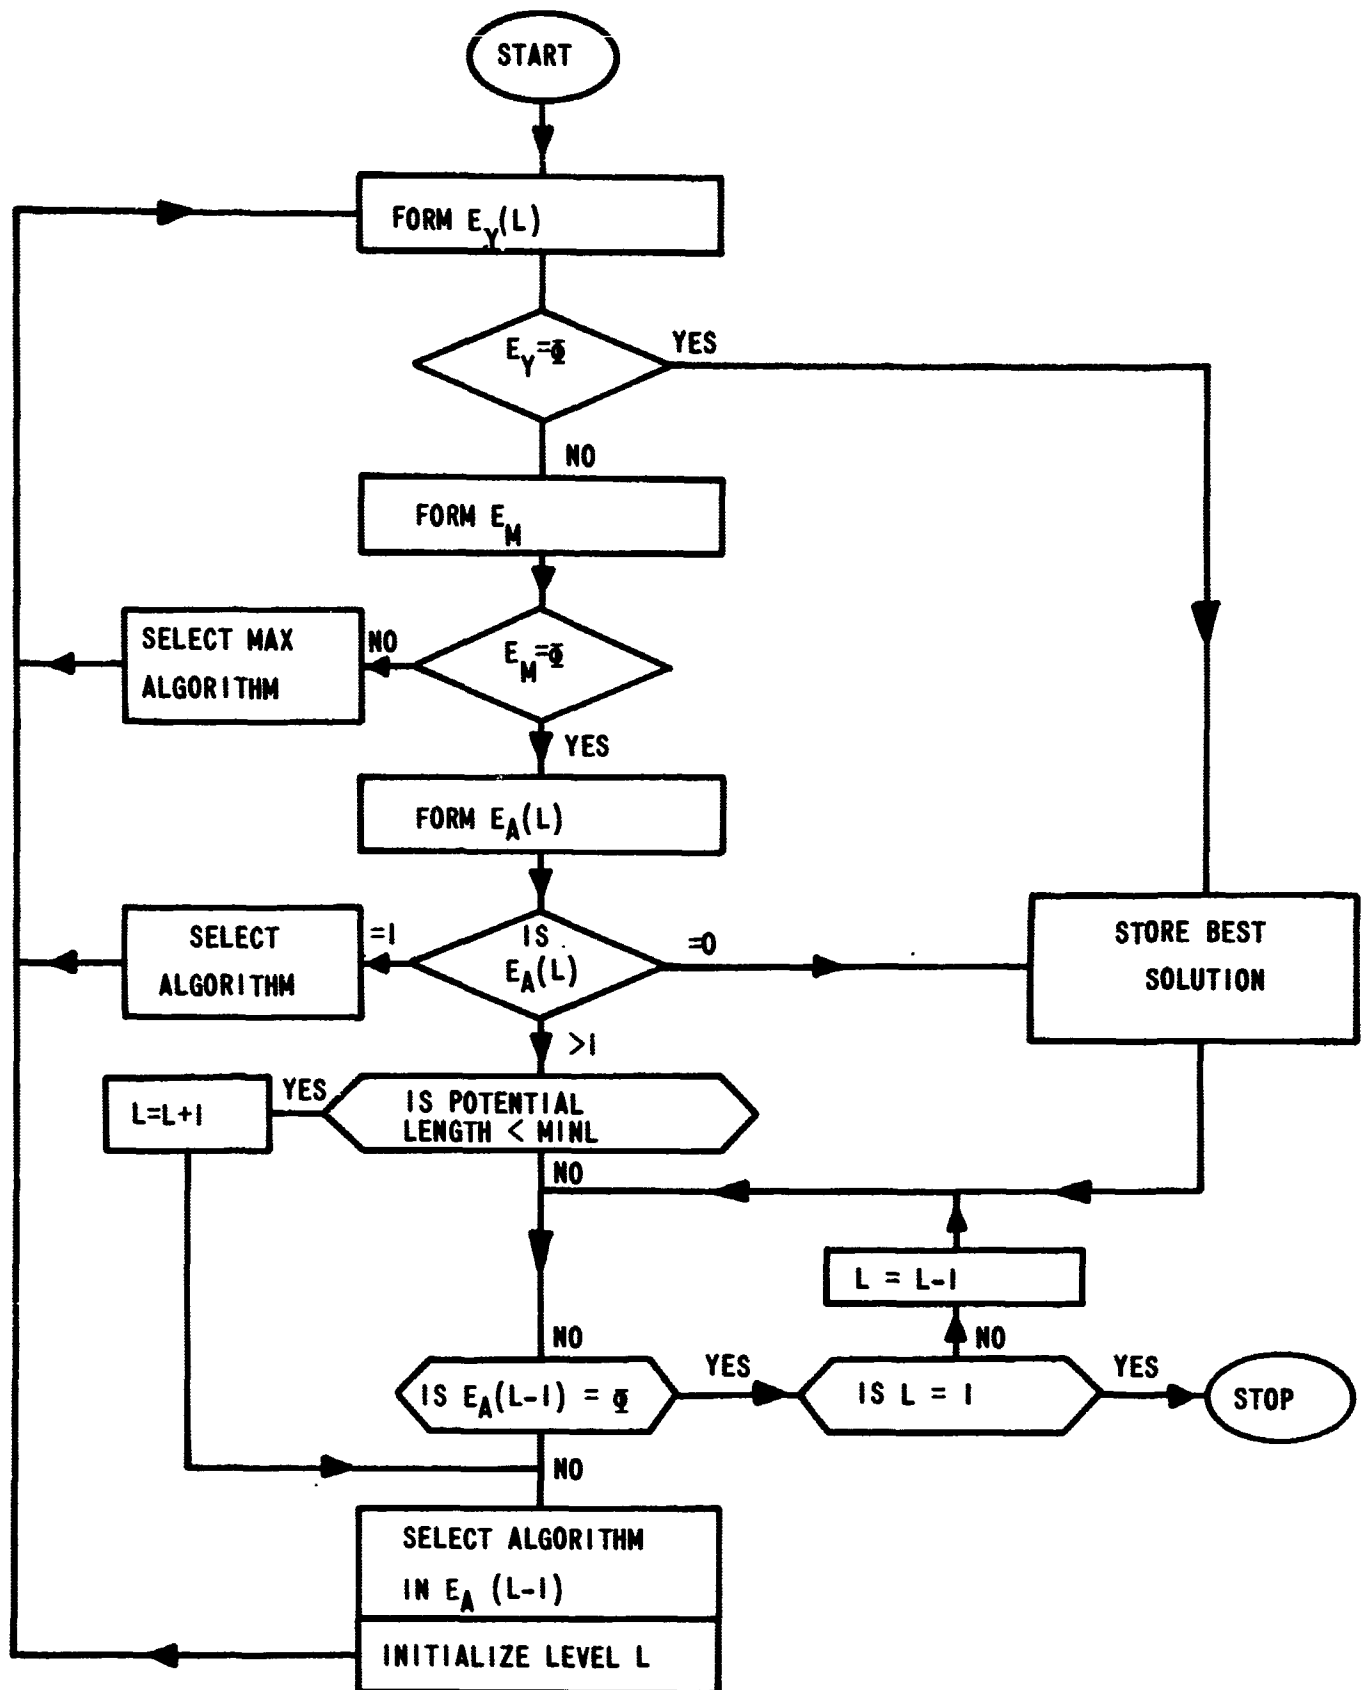 START
FORM E_Y(L)
E_Y=Φ
YES
NO
FORM E_M
E_M=Φ
NO
SELECT MAX
ALGORITHM
YES
FORM E_A(L)
IS
E_A(L)
=1
SELECT
ALGORITHM
=0
STORE BEST
SOLUTION
>1
IS POTENTIAL
LENGTH < MINL
YES
L=L+1
NO
L = L-1
NO
NO
IS E_A(L-1) = Φ
YES
IS L = 1
YES
STOP
NO
SELECT ALGORITHM
IN E_A (L-1)
INITIALIZE LEVEL L